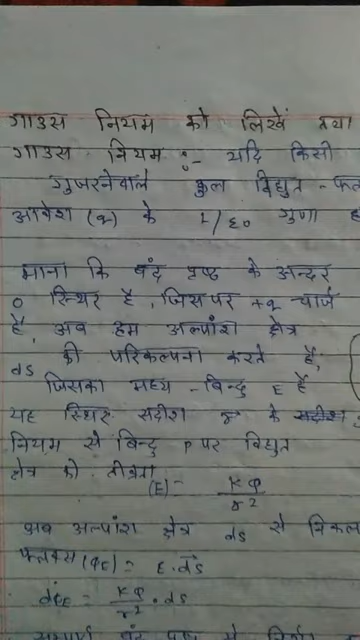 गाउस नियम को लिखें तथा
गाउस नियम :- यदि किसी
गुजरनेवाले कुल विद्युत - फ्ल
आवेश (q) के 1/ε₀ गुणा ह
माना कि बंद पृष्ठ के अन्दर
O स्थिर है, जिस पर +q चार्ज
है, अब हम अल्पांश क्षेत्र
ds की परिकल्पना करते हैं,
जिसका मध्य - बिन्दु E है
यह स्थिर सदीश r के
नियम से बिन्दु P पर विद्युत
क्षेत्र की तीव्रता
(E) = KQ/r²
अब अल्पांश क्षेत्र ds से निकल
फ्लक्स (φE) = E.ds
dφE = KQ/r² . ds